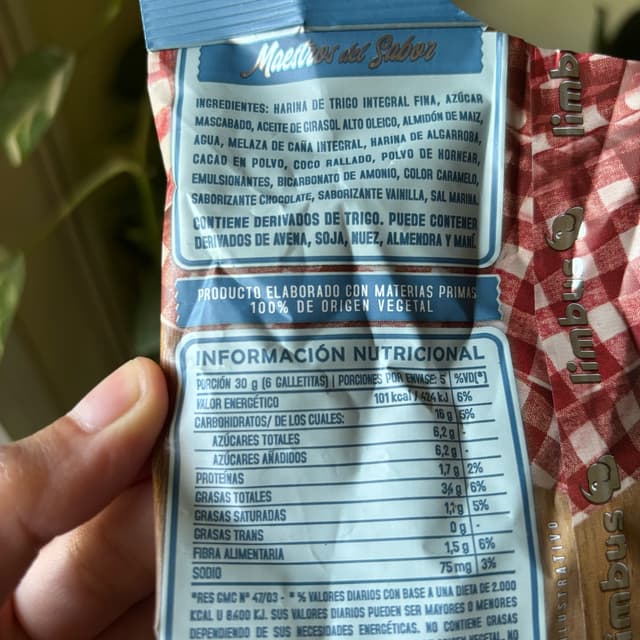 Maestros del Sabor
INGREDIENTES: HARINA DE TRIGO INTEGRAL FINA, AZÚCAR
MASCABADO, ACEITE DE GIRASOL ALTO OLEICO, ALMIDÓN DE MAÍZ,
AGUA, MELAZA DE CAÑA INTEGRAL, HARINA DE ALGARROBA,
CACAO EN POLVO, COCO RALLADO, POLVO DE HORNEAR,
EMULSIONANTES, BICARBONATO DE AMONIO, COLOR CARAMELO,
SABORIZANTE CHOCOLATE, SABORIZANTE VAINILLA, SAL MARINA.
CONTIENE DERIVADOS DE TRIGO. PUEDE CONTENER
DERIVADOS DE AVENA, SOJA, NUEZ, ALMENDRA Y MANÍ.
PRODUCTO ELABORADO CON MATERIAS PRIMAS
100% DE ORIGEN VEGETAL
INFORMACIÓN NUTRICIONAL
PORCIÓN 30 g (6 GALLETITAS) | PORCIONES POR ENVASE: 5 %VD(*)
VALOR ENERGÉTICO 101 kcal / 424 kJ 6%
CARBOHIDRATOS/ DE LOS CUALES: 16 g 5%
AZÚCARES TOTALES 6,2 g -
AZÚCARES AÑADIDOS 6,2 g -
PROTEÍNAS 1,7 g 2%
GRASAS TOTALES g 6%
GRASAS SATURADAS 1,1 g 5%
GRASAS TRANS 0 g -
FIBRA ALIMENTARIA 1,5 g 6%
SODIO 75 mg 3%
*RES GMC Nº 47/03 - * % VALORES DIARIOS CON BASE A UNA DIETA DE 2.000
KCAL U 8400 KJ. SUS VALORES DIARIOS PUEDEN SER MAYORES O MENORES
DEPENDIENDO DE SUS NECESIDADES ENERGÉTICAS. NO CONTIENE GRASAS
VEGETAL
limb
limbus
limbus
USTRATIVO